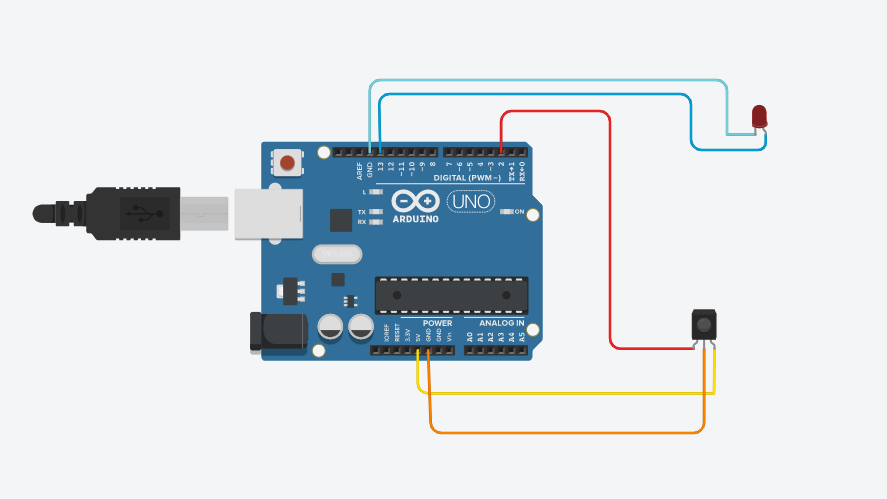 AREF
GND
13
12
~11
~10
~9
8
7
~6
~5
4
~3
2
TX→1
RX←0
DIGITAL (PWM~)
L
TX
RX
ARDUINO
UNO
ON
POWER
ANALOG IN
IOREF
RESET
3.3V
5V
GND
GND
Vin
A0
A1
A2
A3
A4
A5